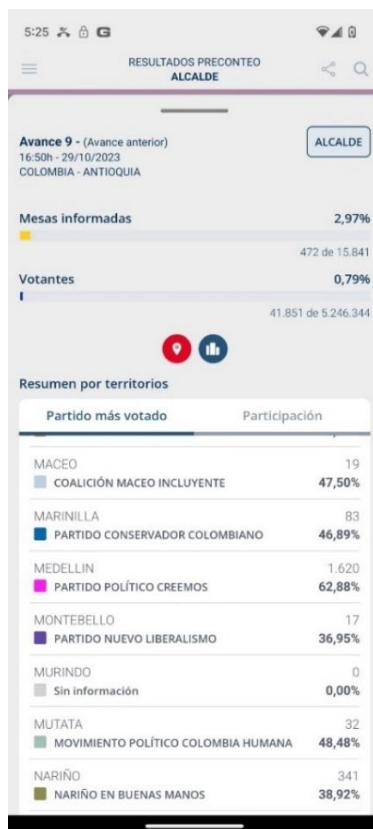 5:25 G
RESULTADOS PRECONTEO
ALCALDE
Avance 9 - (Avance anterior)
16:50h - 29/10/2023
COLOMBIA - ANTIOQUIA
ALCALDE
Mesas informadas 2,97%
472 de 15.841
Votantes 0,79%
41.851 de 5.246.344
Resumen por territorios
Partido más votado Participación
MACEO 19
COALICIÓN MACEO INCLUYENTE 47,50%
MARINILLA 83
PARTIDO CONSERVADOR COLOMBIANO 46,89%
MEDELLIN 1.620
PARTIDO POLÍTICO CREEMOS 62,88%
MONTEBELLO 17
PARTIDO NUEVO LIBERALISMO 36,95%
MURINDO 0
Sin información 0,00%
MUTATA 32
MOVIMIENTO POLÍTICO COLOMBIA HUMANA 48,48%
NARIÑO 341
NARIÑO EN BUENAS MANOS 38,92%